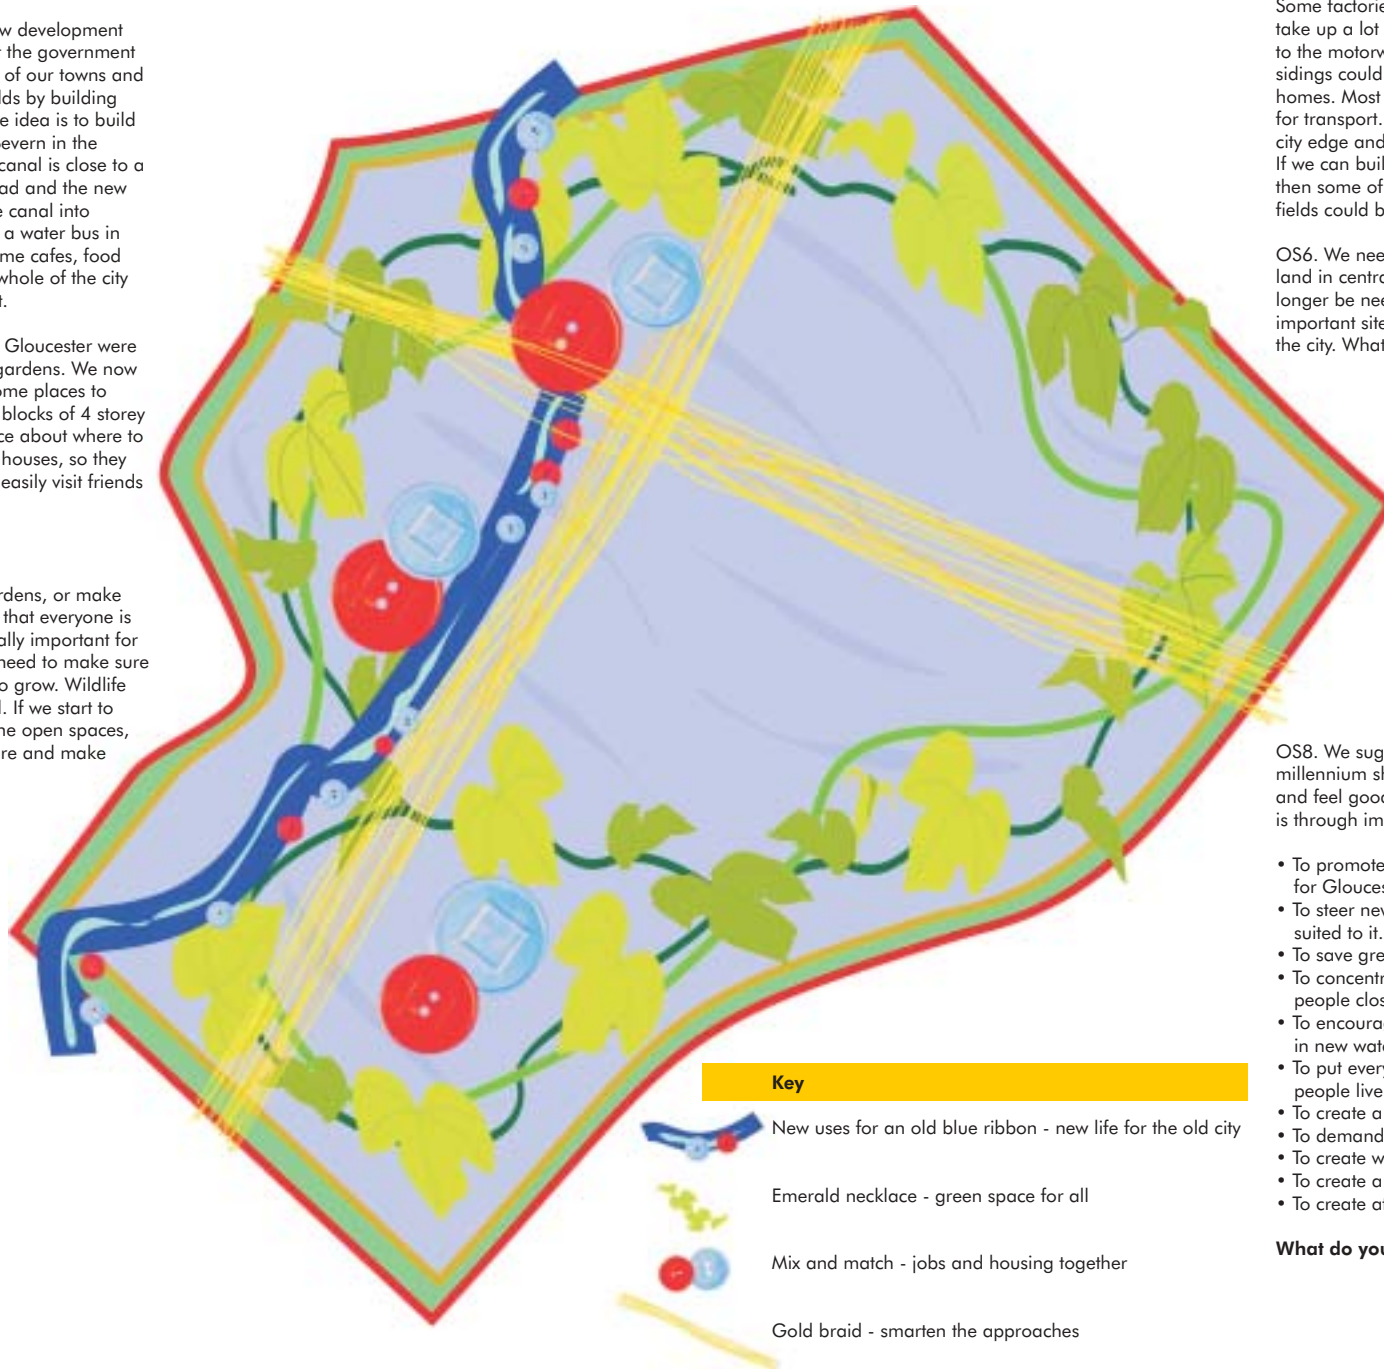 w development
r the government
of our towns and
lds by building
e idea is to build
evern in the
canal is close to a
ad and the new
e canal into
a water bus in
me cafes, food
whole of the city
t.
Gloucester were
gardens. We now
ome places to
blocks of 4 storey
ce about where to
houses, so they
easily visit friends
rdens, or make
that everyone is
ally important for
need to make sure
o grow. Wildlife
l. If we start to
he open spaces,
re and make
Some factorie
take up a lot
to the motorw
sidings could
homes. Most
for transport.
city edge and
If we can buil
then some of
fields could b
OS6. We nee
land in centra
longer be nee
important site
the city. What
OS8. We sug
millennium sh
and feel good
is through im
• To promote
for Glouces
• To steer nev
suited to it.
• To save gre
• To concentr
people clos
• To encoura
in new wate
• To put every
people live
• To create a
• To demand
• To create w
• To create a
• To create at
What do you
Key
New uses for an old blue ribbon - new life for the old city
Emerald necklace - green space for all
Mix and match - jobs and housing together
Gold braid - smarten the approaches